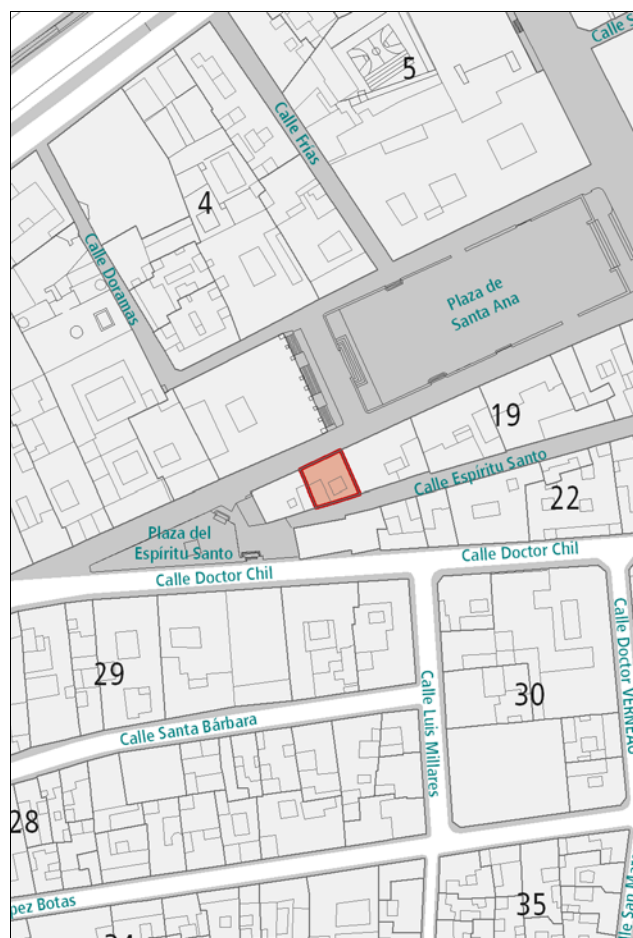 5
Calle Frías
4
Calle Doramas
Plaza de
Santa Ana
19
Calle Espíritu Santo
22
Plaza del
Espíritu Santo
Calle Doctor Chil
Calle Doctor Chil
29
30
Calle Doctor VERNEAU
Calle Luis Millares
Calle Santa Bárbara
28
pez Botas
35